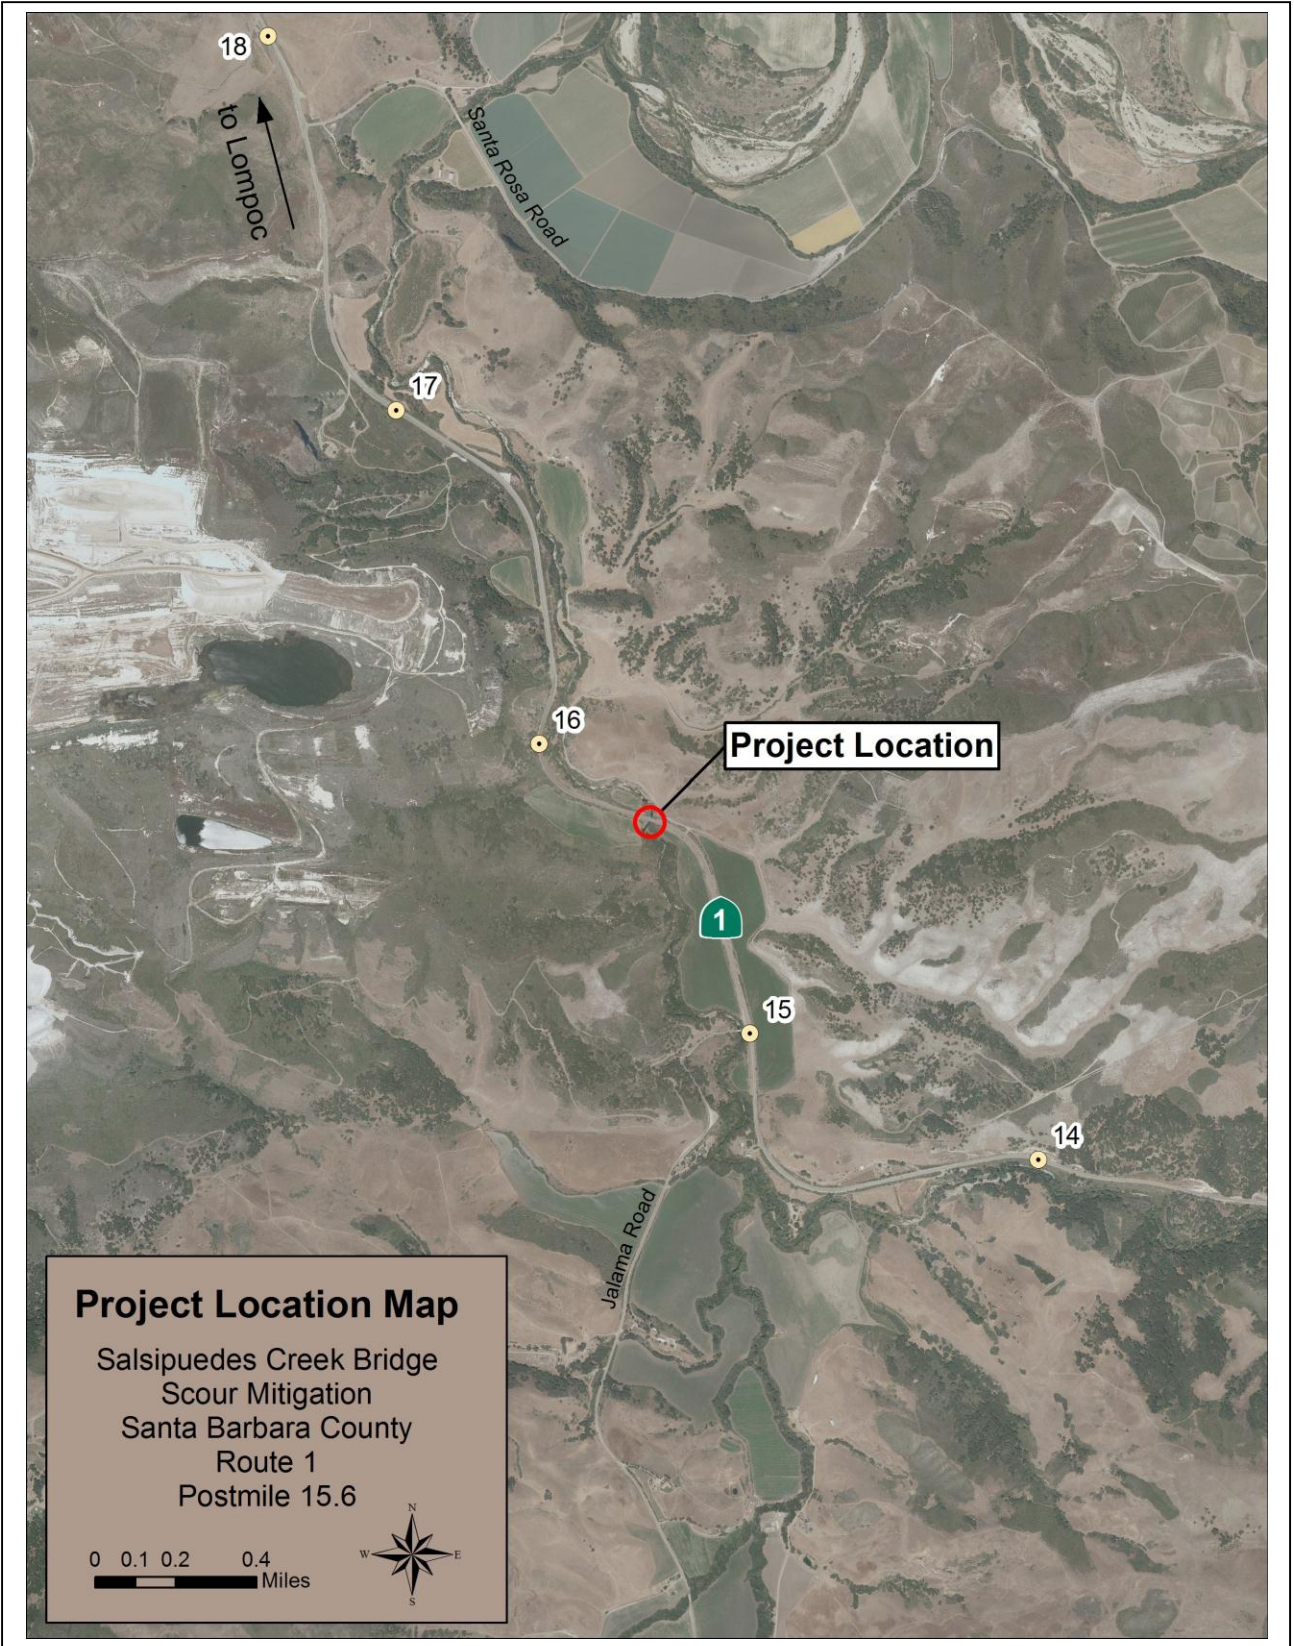 18
to Lompoc
Santa Rosa Road
17
16
Project Location
1
15
14
Jalama Road
Project Location Map
Salsipuedes Creek Bridge
Scour Mitigation
Santa Barbara County
Route 1
Postmile 15.6
N
W E
S
0 0.1 0.2 0.4
Miles